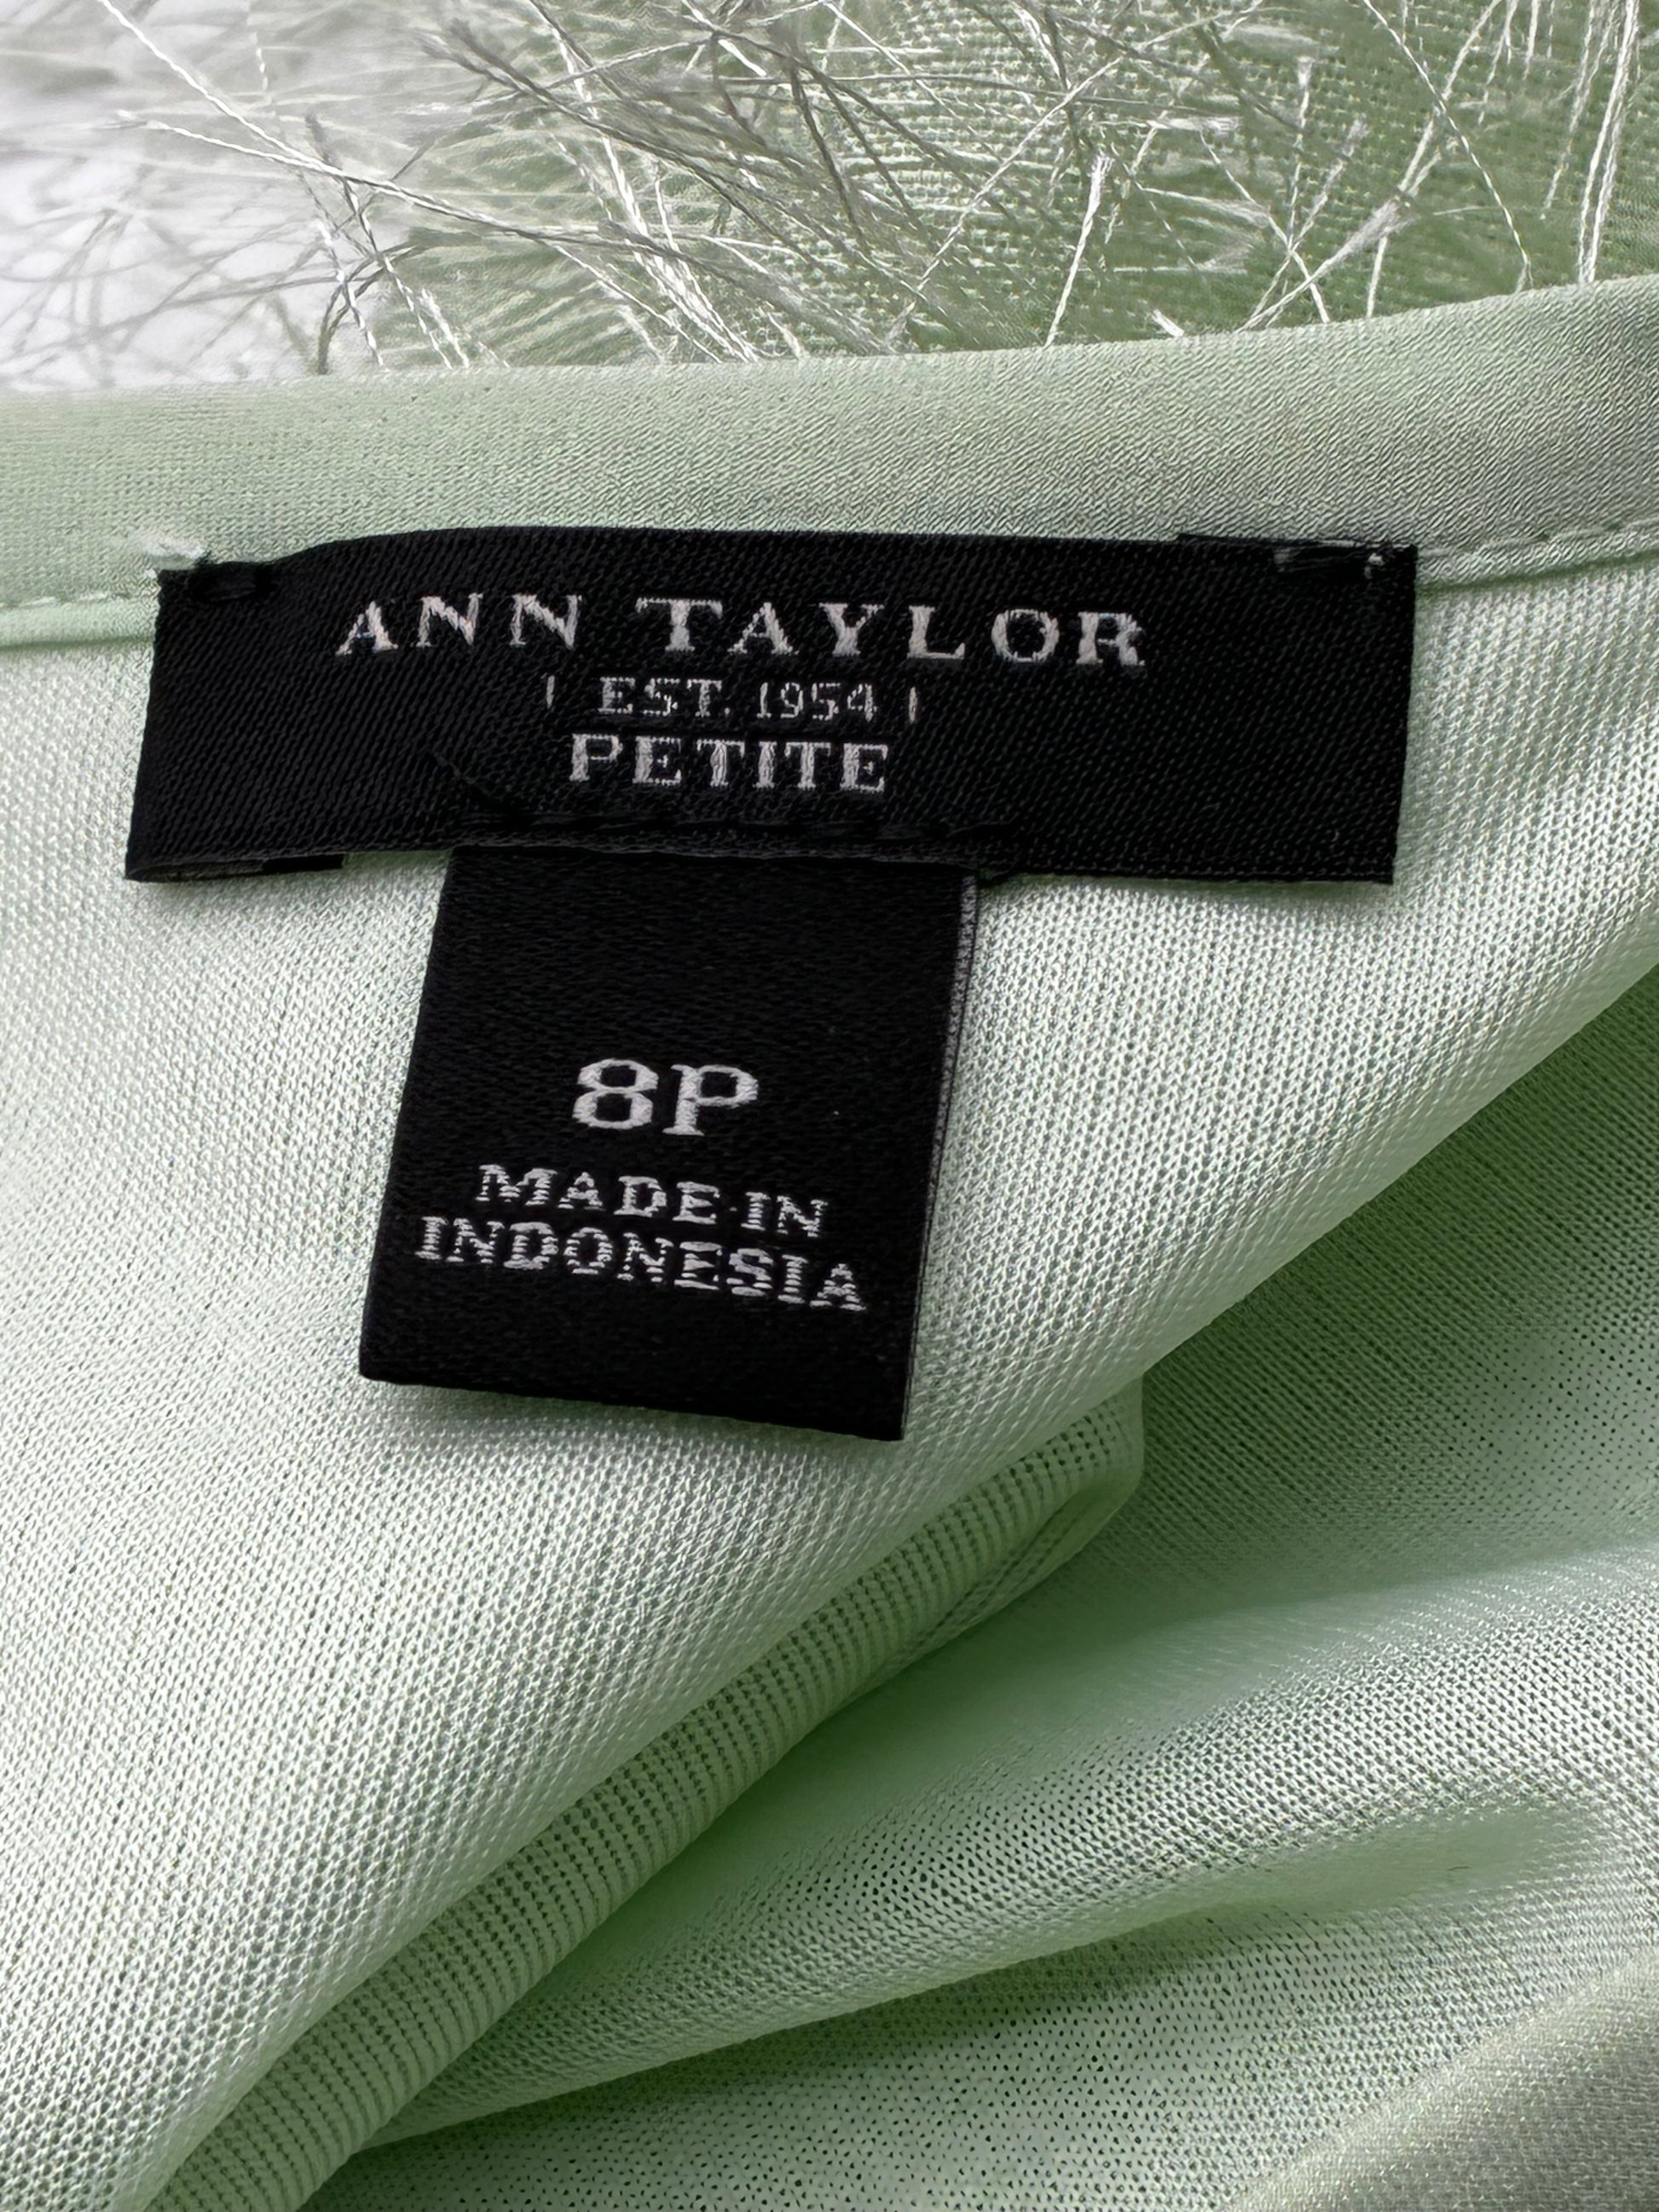 ANN TAYLOR
| EST. 1954 |
PETITE
8P
MADE IN
INDONESIA